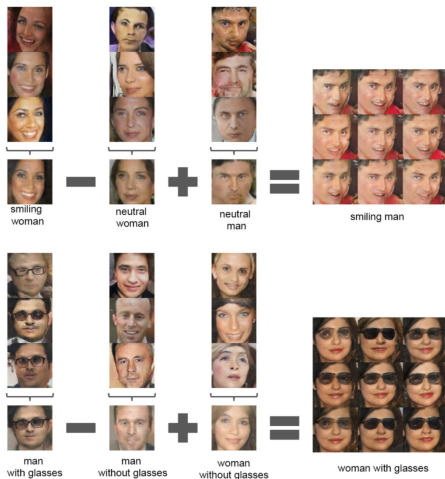 smiling
woman
neutral
woman
neutral
man
smiling man
man
with glasses
man
without glasses
woman
without glasses
woman with glasses